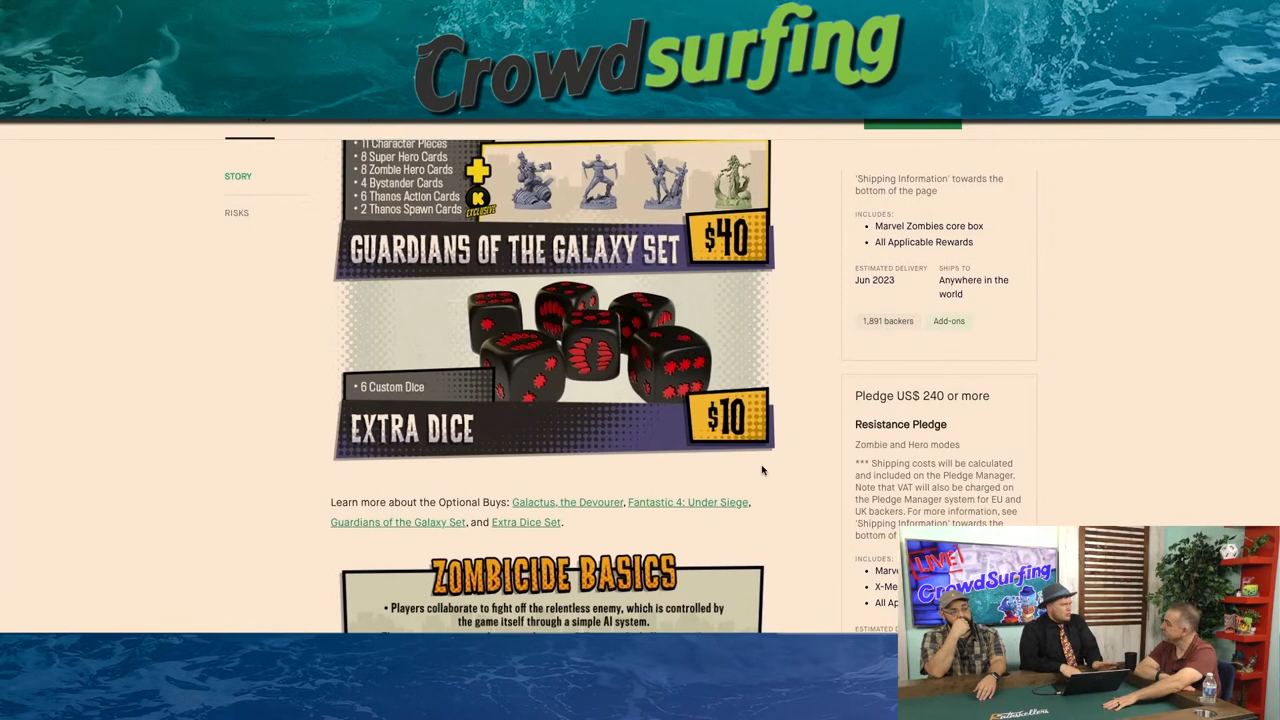 Crowdsurfing
STORY
RISKS
• 11 Character Pieces
• 8 Super Hero Cards
• 8 Zombie Hero Cards
• 4 Bystander Cards
• 6 Thanos Action Cards
• 2 Thanos Spawn Cards
EXCLUSIVE
GUARDIANS OF THE GALAXY SET
$40
• 6 Custom Dice
EXTRA DICE
$10
Learn more about the Optional Buys: Galactus, the Devourer, Fantastic 4: Under Siege,
Guardians of the Galaxy Set, and Extra Dice Set.
ZOMBICIDE BASICS
• Players collaborate to fight off the relentless enemy, which is controlled by
the game itself through a simple AI system.
'Shipping Information' towards the
bottom of the page
INCLUDES:
• Marvel Zombies core box
• All Applicable Rewards
ESTIMATED DELIVERY
Jun 2023
SHIPS TO
Anywhere in the
world
1,891 backers
Add-ons
Pledge US$ 240 or more
Resistance Pledge
Zombie and Hero modes
*** Shipping costs will be calculated
and included on the Pledge Manager.
Note that VAT will also be charged on
the Pledge Manager system for EU and
UK backers. For more information, see
'Shipping Information' towards the
bottom of
INCLUDES:
• Marv
• X-Me
• All Ap
ESTIMATED D
LIVE
CrowdSurfing